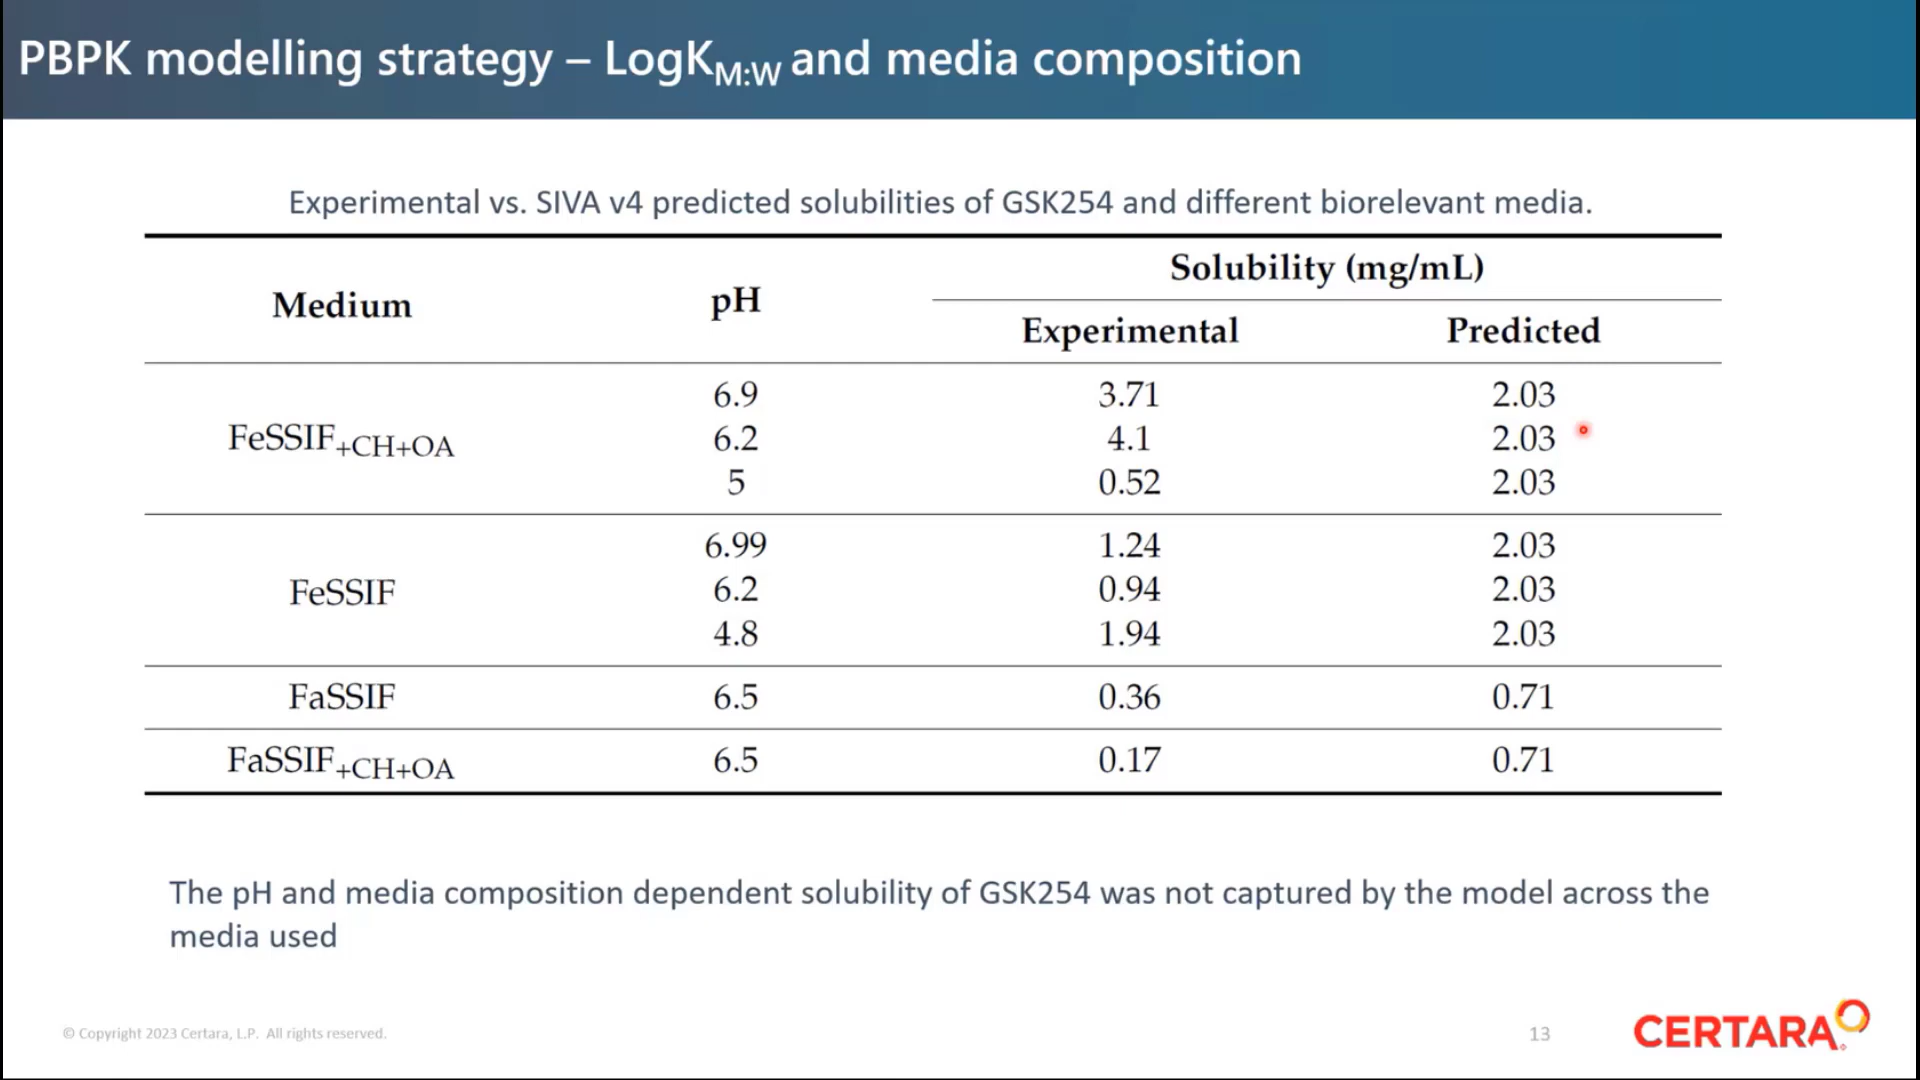 PBPK modelling strategy – LogKM:W and media composition
Experimental vs. SIVA v4 predicted solubilities of GSK254 and different biorelevant media.
Medium pH Solubility (mg/mL)
Experimental Predicted
FeSSIF+CH+OA
6.9 3.71 2.03
6.2 4.1 2.03
5 0.52 2.03
FeSSIF
6.99 1.24 2.03
6.2 0.94 2.03
4.8 1.94 2.03
FaSSIF 6.5 0.36 0.71
FaSSIF+CH+OA 6.5 0.17 0.71
The pH and media composition dependent solubility of GSK254 was not captured by the model across the
media used
© Copyright 2023 Certara, L.P. All rights reserved.
13
CERTARA